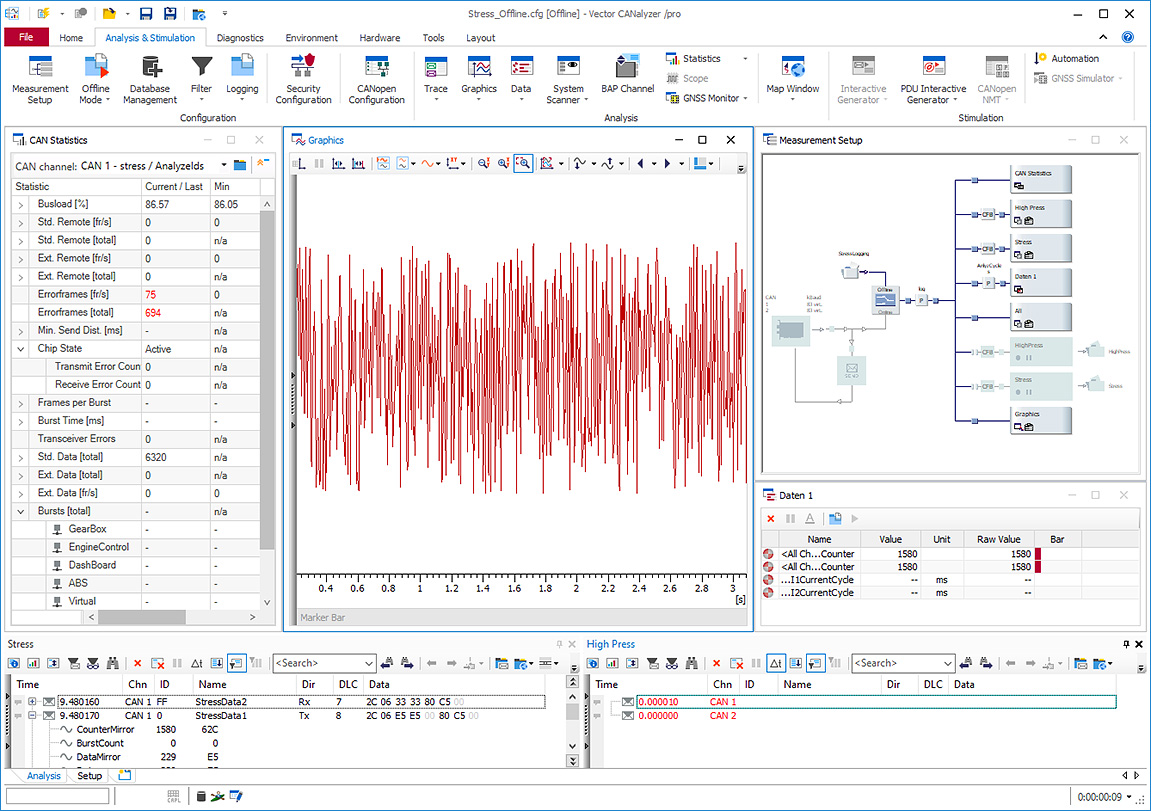 Stress_Offline.cfg [Offline] - Vector CANalyzer /pro
File Home Analysis & Stimulation Diagnostics Environment Hardware Tools Layout
Measurement Setup
Offline Mode
Database Management
Filter
Logging
Security Configuration
CANopen Configuration
Trace
Graphics
Data
System Scanner
BAP Channel
Statistics
Scope
GNSS Monitor
Map Window
Interactive Generator
PDU Interactive Generator
CANopen NMT
Automation
GNSS Simulator
Configuration Analysis Stimulation
CAN Statistics
CAN channel: CAN 1 - stress / Analyzelds
Statistic Current / Last Min
Busload [%] 86.57 86.05
Std. Remote [fr/s] 0 0
Std. Remote [total] 0 n/a
Ext. Remote [fr/s] 0 0
Ext. Remote [total] 0 n/a
Errorframes [fr/s] 75 0
Errorframes [total] 694 n/a
Min. Send Dist. [ms] - n/a
Chip State Active n/a
Transmit Error Coun 0 n/a
Receive Error Count 0 n/a
Frames per Burst - -
Burst Time [ms] - -
Transceiver Errors 0 n/a
Std. Data [total] 6320 n/a
Ext. Data [total] 0 n/a
Ext. Data [fr/s] 0 0
Bursts [total] - n/a
GearBox - -
EngineControl - -
DashBoard - -
ABS - -
Virtual - -
Graphics
0.4 0.6 0.8 1 1.2 1.4 1.6 1.8 2 2.2 2.4 2.6 2.8 3
[s]
Marker Bar
Measurement Setup
CAN Statistics
High Press
CFB
Stress
CFB
StressLogging
Daten 1
P
Offline
Online
log
P
CAN
1
2
All
HighPress
CFB
HighPress
Stress
CFB
Stress
Graphics
Daten 1
Name Value Unit Raw Value Bar
<All Ch...Counter 1580 1580
<All Ch...Counter 1580 1580
...I1CurrentCycle -- ms --
...I2CurrentCycle -- ms --
Stress
<Search>
Time Chn ID Name Dir DLC Data
9.480160 CAN 1 FF StressData2 Rx 7 2C 06 33 33 80 C5 00
9.480170 CAN 1 0 StressData1 Tx 8 2C 06 E5 E5 00 80 C5 00
CounterMirror 1580 62C
BurstCount 0 0
DataMirror 229 E5
High Press
<Search>
Time Chn ID Name Dir DLC Data
0.000010 CAN 1
0.000000 CAN 2
Analysis Setup
CAPL
0:00:00:09